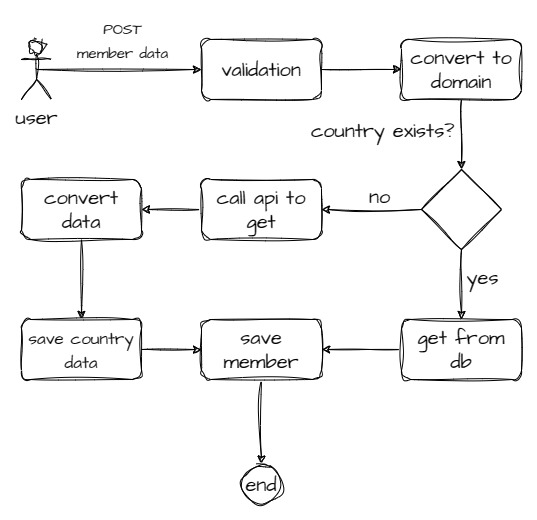 POST
member data
validation
convert to
domain
user
country exists?
convert
data
call api to
get
no
yes
save country
data
save
member
get from
db
end